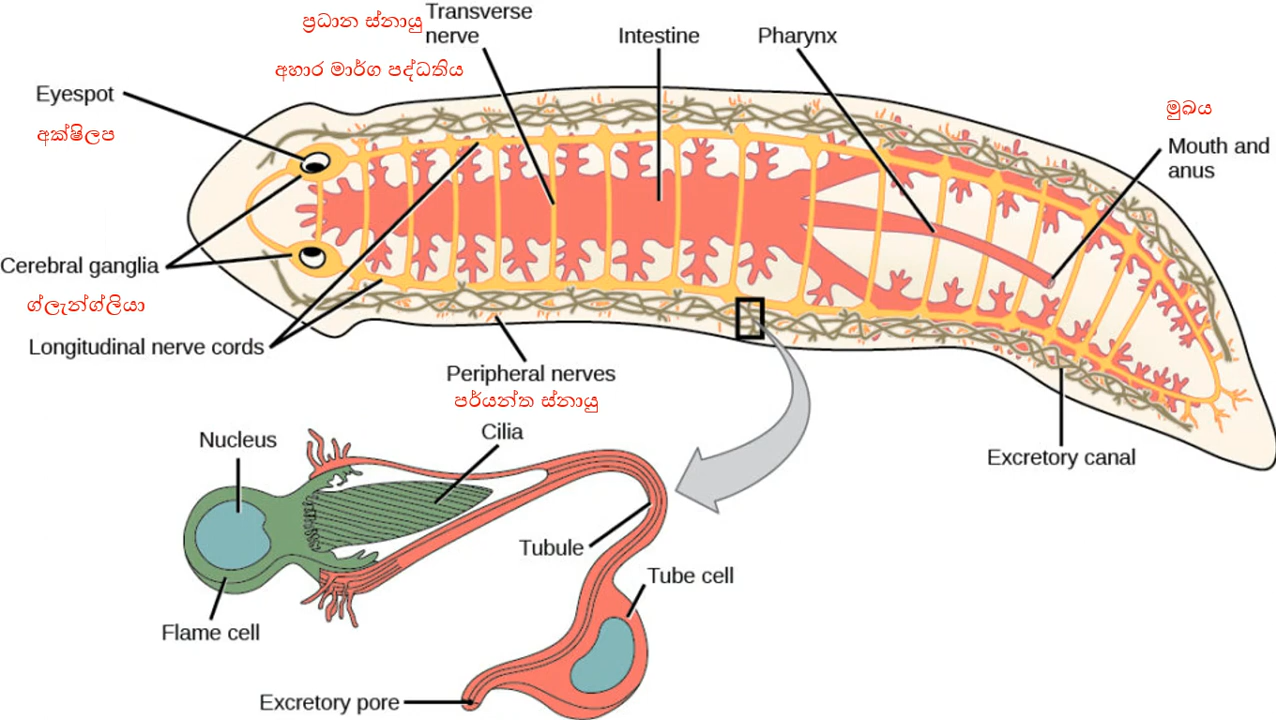 ප්‍රධාන ස්නායු
Transverse
nerve
අහාර මාර්ග පද්ධතිය
Intestine
Pharynx
Eyespot
අක්ෂිලප
මුඛය
Mouth and
anus
Cerebral ganglia
ග්ලැන්ග්ලියා
Longitudinal nerve cords
Peripheral nerves
පර්යන්ත ස්නායු
Excretory canal
Nucleus
Cilia
Tubule
Tube cell
Flame cell
Excretory pore